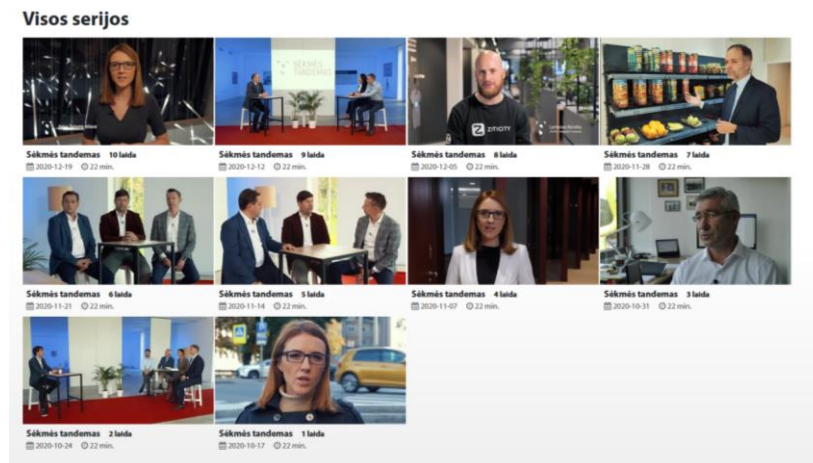 Visos serijos
SĖKMĖS
TANDEMAS
ZITICITY
Sėkmės tandemas 10 laida
2020-12-19 22 min.
Sėkmės tandemas 9 laida
2020-12-12 22 min.
Sėkmės tandemas 8 laida
2020-12-05 22 min.
Sėkmės tandemas 7 laida
2020-11-28 22 min.
Sėkmės tandemas 6 laida
2020-11-21 22 min.
Sėkmės tandemas 5 laida
2020-11-14 22 min.
Sėkmės tandemas 4 laida
2020-11-07 22 min.
Sėkmės tandemas 3 laida
2020-10-31 22 min.
Sėkmės tandemas 2 laida
2020-10-24 22 min.
Sėkmės tandemas 1 laida
2020-10-17 22 min.